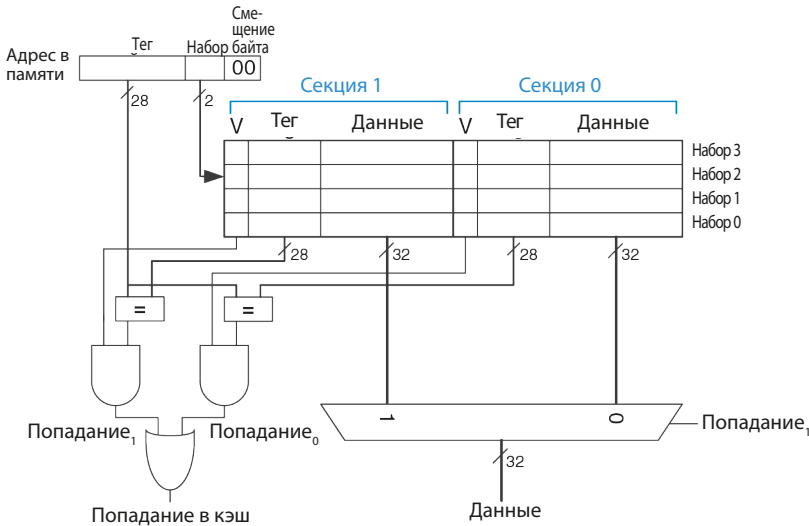 Сме-
щение
байта
Тег
Набор
Адрес в
памяти
00
28
2
Секция 1
Секция 0
V
Тег
Данные
V
Тег
Данные
Набор 3
Набор 2
Набор 1
Набор 0
28
32
28
32
=
=
1
0
Попадание₁
Попадание₀
Попадание₁
32
Попадание в кэш
Данные